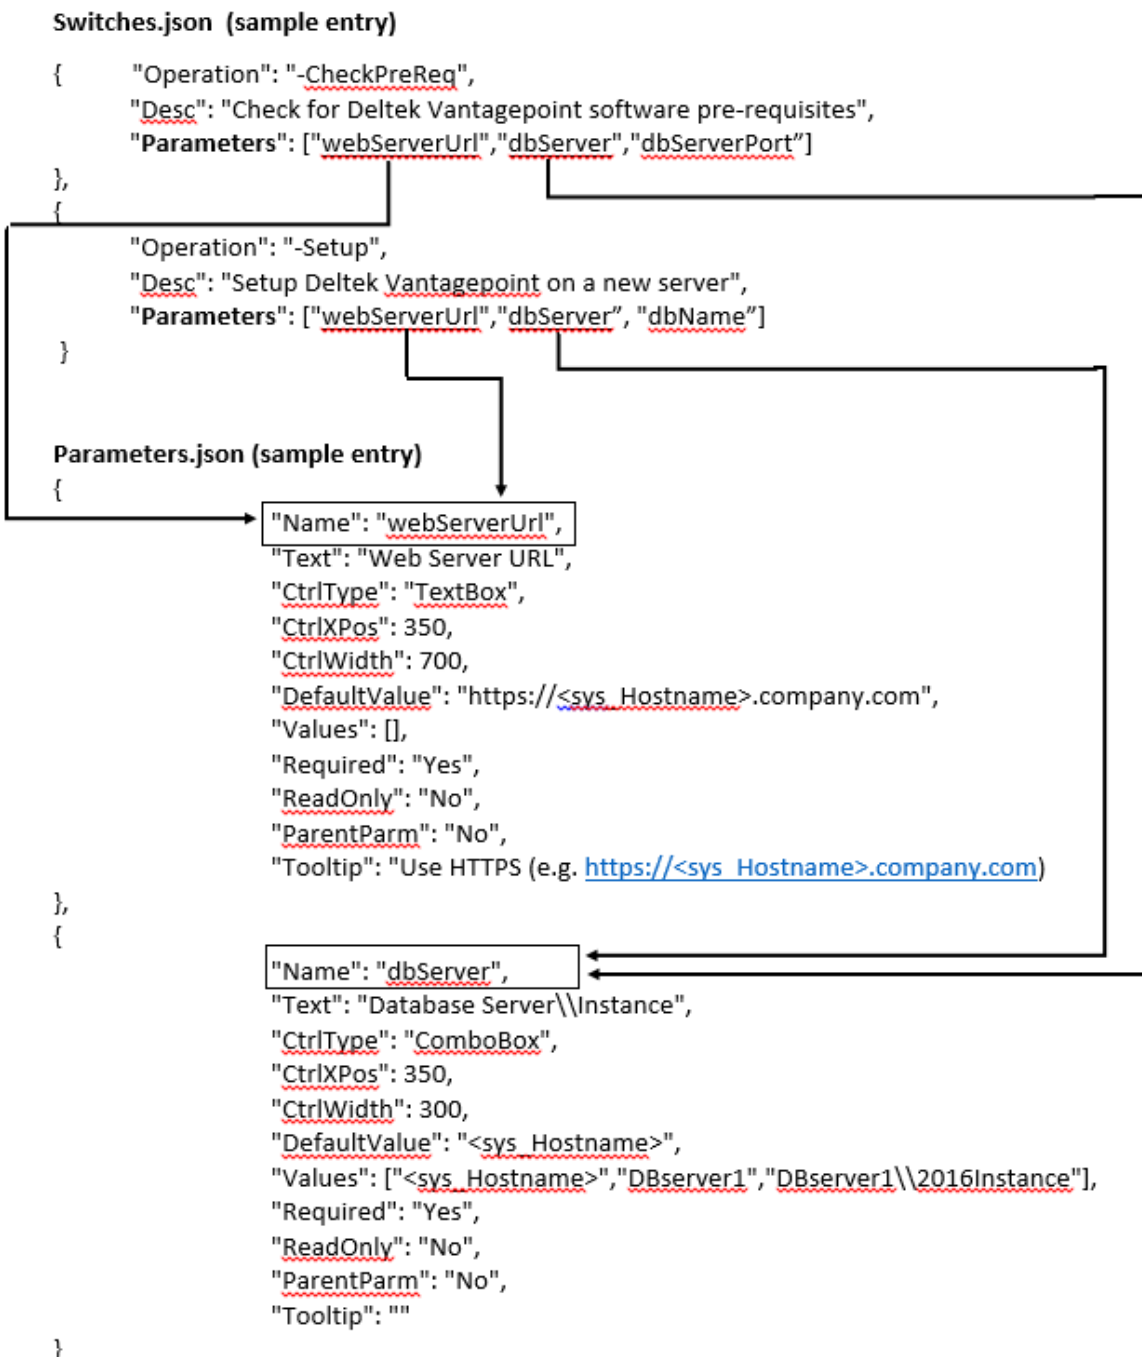 Switches.json (sample entry)
{ "Operation": "-CheckPreReq",
"Desc": "Check for Deltek Vantagepoint software pre-requisites",
"Parameters": ["webServerUrl","dbServer","dbServerPort”]
},
{
"Operation": "-Setup",
"Desc": "Setup Deltek Vantagepoint on a new server",
"Parameters": ["webServerUrl","dbServer”, "dbName”]
}
Parameters.json (sample entry)
{
"Name": "webServerUrl",
"Text": "Web Server URL",
"CtrlType": "TextBox",
"CtrlXPos": 350,
"CtrlWidth": 700,
"DefaultValue": "https://<sys_Hostname>.company.com",
"Values": [],
"Required": "Yes",
"ReadOnly": "No",
"ParentParm": "No",
"Tooltip": "Use HTTPS (e.g. https://<sys_Hostname>.company.com)
},
{
"Name": "dbServer",
"Text": "Database Server\\Instance",
"CtrlType": "ComboBox",
"CtrlXPos": 350,
"CtrlWidth": 300,
"DefaultValue": "<sys_Hostname>",
"Values": ["<sys_Hostname>","DBserver1","DBserver1\\2016Instance"],
"Required": "Yes",
"ReadOnly": "No",
"ParentParm": "No",
"Tooltip": ""
}